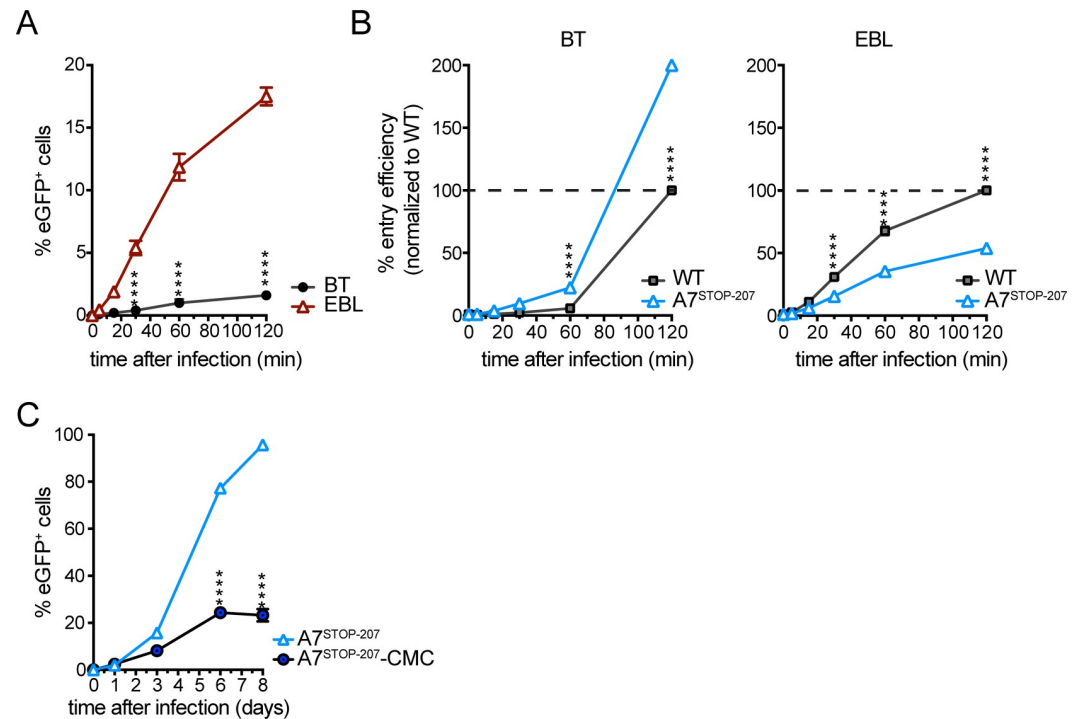 A
20
15
10
5
0
% eGFP+ cells
****
****
****
BT
EBL
0 20 60 100 120
time after infection (min)
B
BT
200
150
100
50
0
% entry efficiency
(normalized to WT)
****
****
WT
A7STOP-207
0 20 40 60 80 100 120
time after infection (min)
EBL
200
150
100
50
0
****
****
****
WT
A7STOP-207
0 20 40 60 80 100 120
time after infection (min)
C
100
80
60
40
20
0
% eGFP+ cells
****
****
A7STOP-207
A7STOP-207-CMC
0 1 2 3 4 5 6 7 8
time after infection (days)